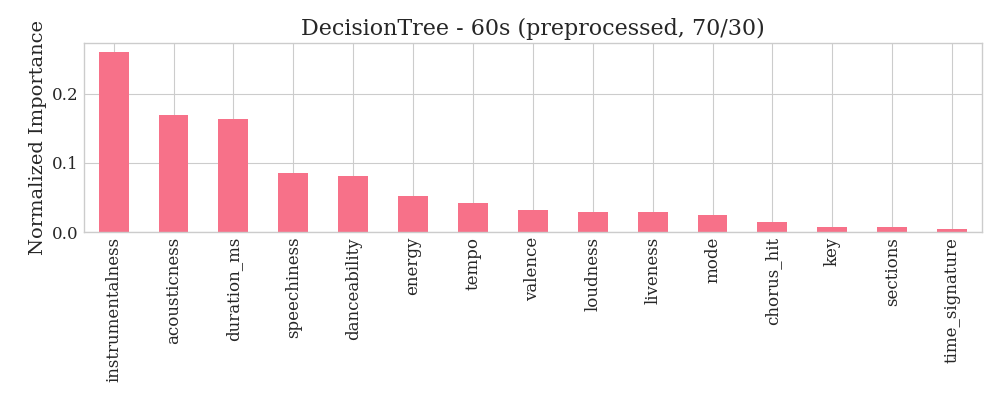 DecisionTree - 60s (preprocessed, 70/30)
Normalized Importance
0.2
0.1
0.0
instrumentalness
acousticness
duration_ms
speechiness
danceability
energy
tempo
valence
loudness
liveness
mode
chorus_hit
key
sections
time_signature